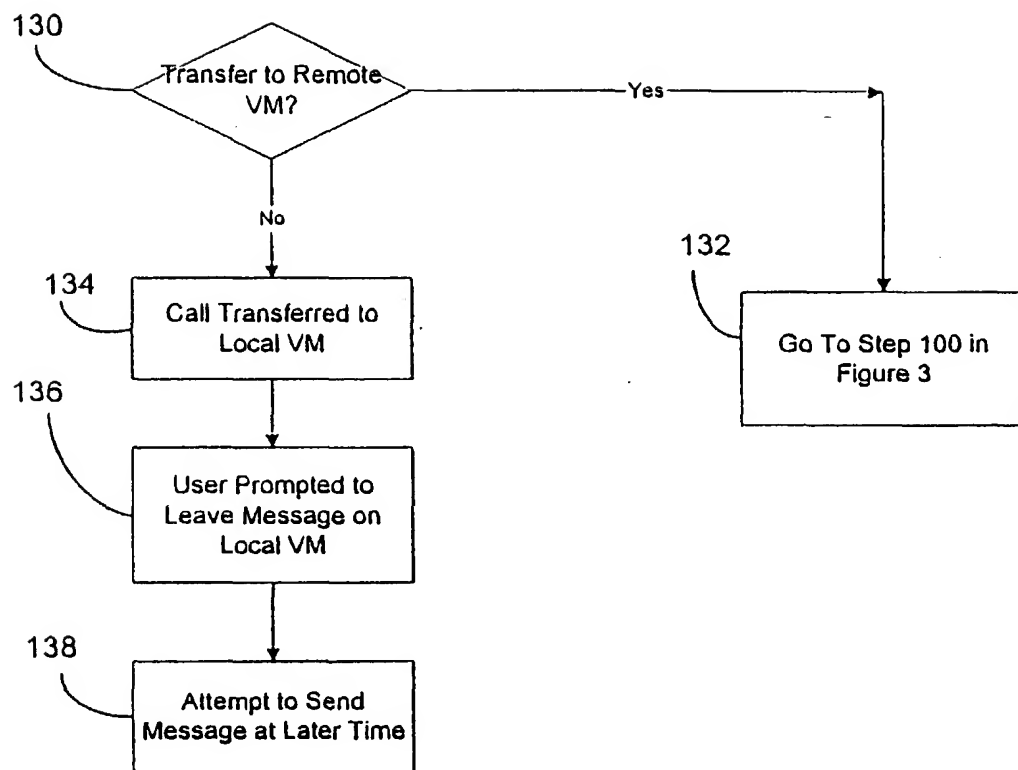 130
Transfer to Remote
VM?
Yes
No
132
134
Call Transferred to
Local VM
Go To Step 100 in
Figure 3
136
User Prompted to
Leave Message on
Local VM
138
Attempt to Send
Message at Later Time